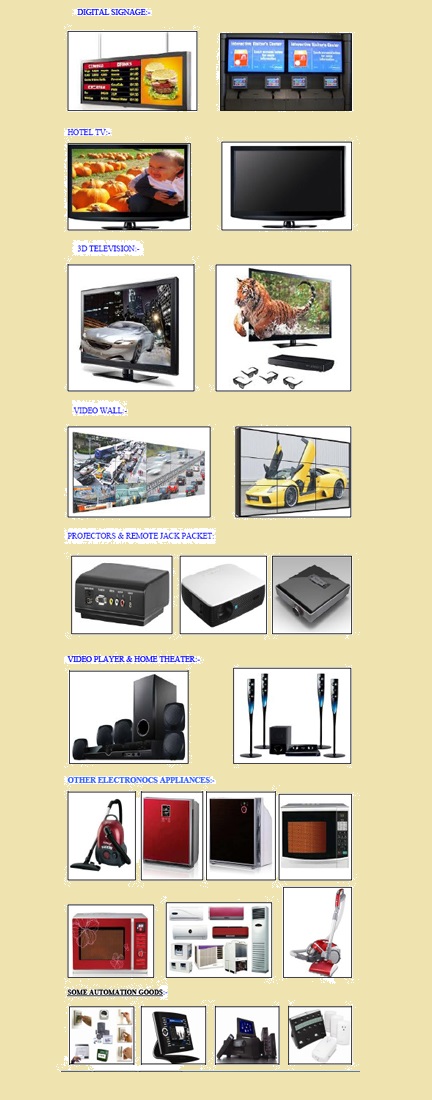 DIGITAL SIGNAGE:-
HOTEL TV:-
3D TELEVISION:-
VIDEO WALL:-
PROJECTORS & REMOTE JACK PACKET:
VIDEO PLAYER & HOME THEATER:-
OTHER ELECTRONOCS APPLIANCES:-
SOME AUTOMATION GOODS:-